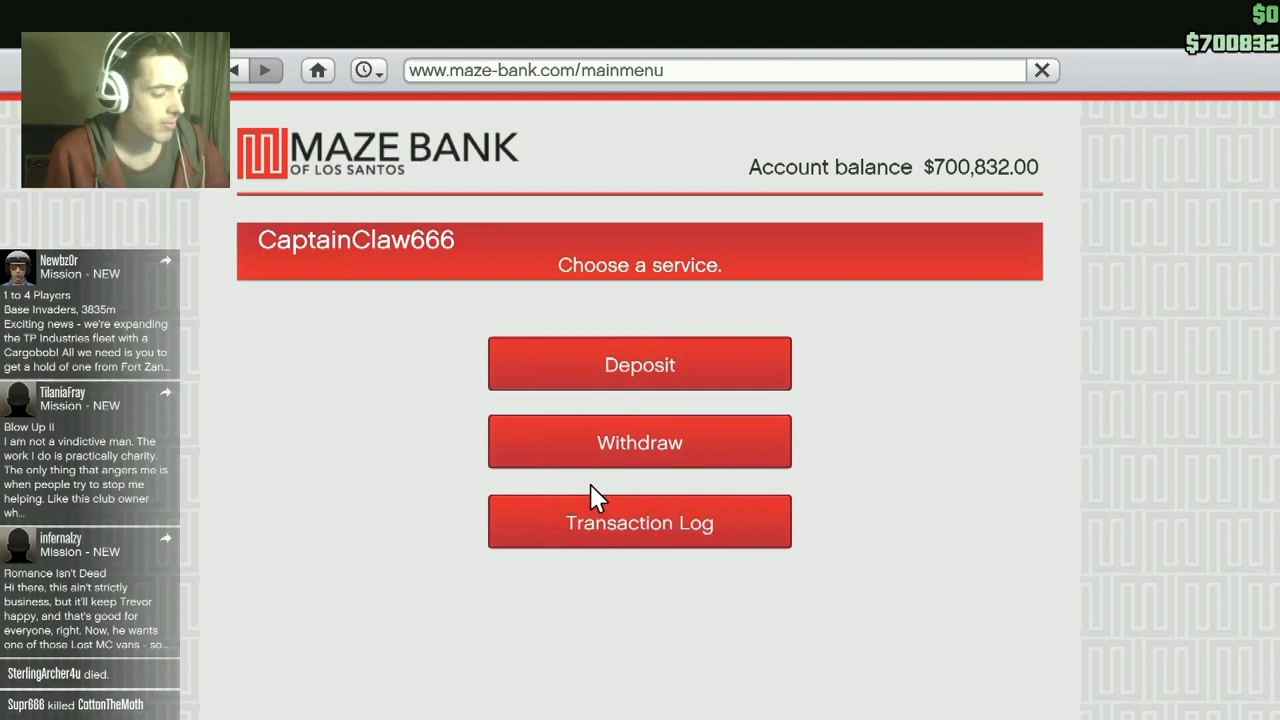 $0
$700832
www.maze-bank.com/mainmenu
MAZE BANK
OF LOS SANTOS
Account balance $700,832.00
CaptainClaw666
Choose a service.
Deposit
Withdraw
Transaction Log
Newbz0r
Mission - NEW
1 to 4 Players
Base Invaders, 3835m
Exciting news - we're expanding
the TP Industries fleet with a
Cargobob! All we need is you to
get a hold of one from Fort Zan...
TilaniaFray
Mission - NEW
Blow Up II
I am not a vindictive man. The
work I do is practically charity.
The only thing that angers me is
when people try to stop me
helping. Like this club owner
wh...
infernalzy
Mission - NEW
Romance Isn't Dead
Hi there, this ain't strictly
business, but it'll keep Trevor
happy, and that's good for
everyone, right. Now, he wants
one of those Lost MC vans - so...
SterlingArcher4u died.
Supr666 killed CottonTheMoth